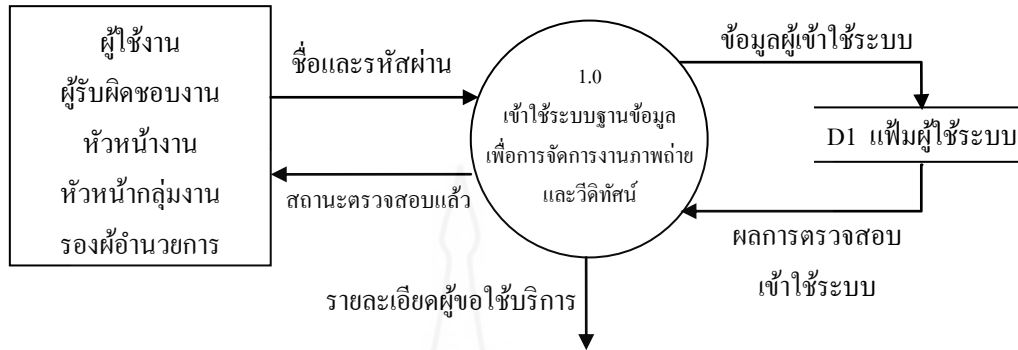 ผู้ใช้งาน
ผู้รับผิดชอบงาน
หัวหน้างาน
หัวหน้ากลุ่มงาน
รองผู้อำนวยการ
ชื่อและรหัสผ่าน
สถานะตรวจสอบแล้ว
1.0
เข้าใช้ระบบฐานข้อมูล
เพื่อการจัดการงานภาพถ่าย
และวีดิทัศน์
ข้อมูลผู้เข้าใช้ระบบ
D1 แฟ้มผู้ใช้ระบบ
ผลการตรวจสอบ
เข้าใช้ระบบ
รายละเอียดผู้ขอใช้บริการ